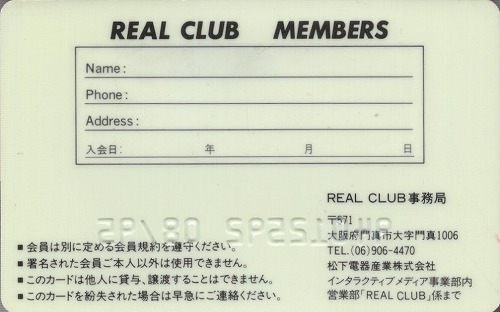 REAL CLUB MEMBERS
Name:
Phone:
Address:
入会日: 年 月 日
REAL CLUB事務局
〒571
大阪府門真市大字門真1006
TEL.(06)906-4470
松下電器産業株式会社
インタラクティブメディア事業部内
営業部「REAL CLUB」係まで
■会員は別に定める会員規約を遵守ください。
■署名された会員ご本人以外は使用できません。
■このカードは他人に貸与、譲渡することはできません。
■このカードを紛失された場合は早急にご連絡ください。